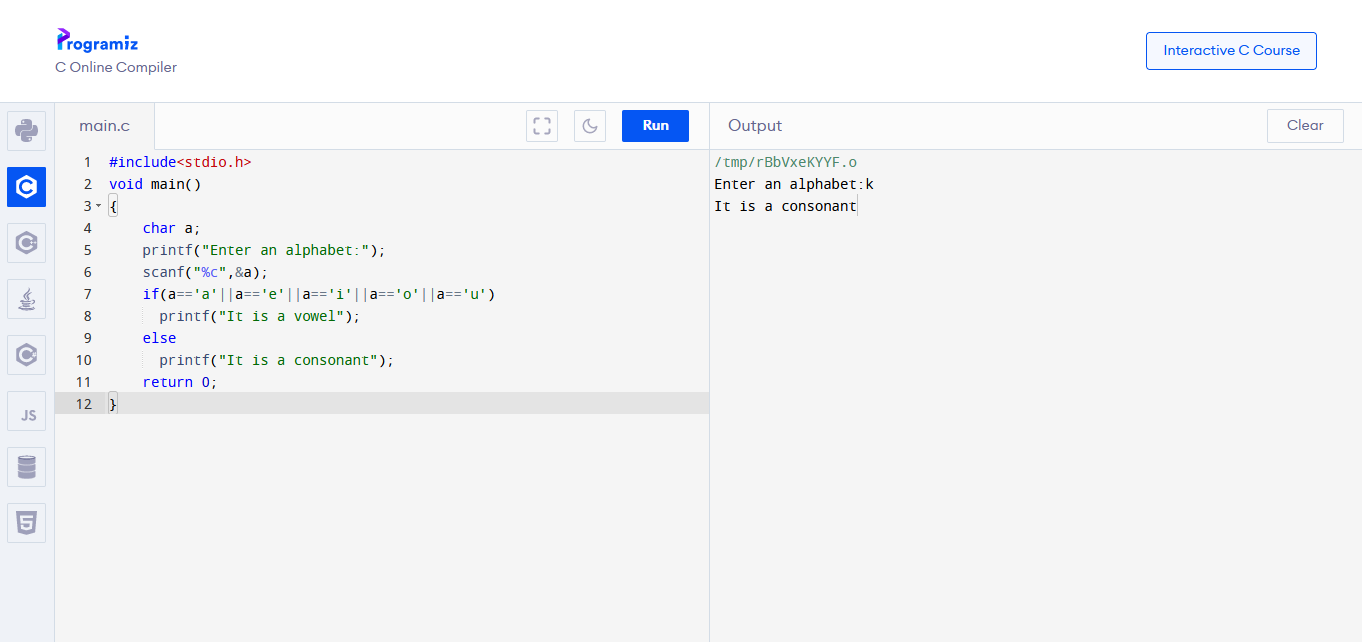 Programiz
C Online Compiler
Interactive C Course
main.c
Run
Output
Clear
1 #include<stdio.h>
2 void main()
3 {
4 char a;
5 printf("Enter an alphabet:");
6 scanf("%c",&a);
7 if(a=='a'||a=='e'||a=='i'||a=='o'||a=='u')
8 printf("It is a vowel");
9 else
10 printf("It is a consonant");
11 return 0;
12 }
/tmp/rBbVxeKYYF.o
Enter an alphabet:k
It is a consonant
C
C
C
JS
5